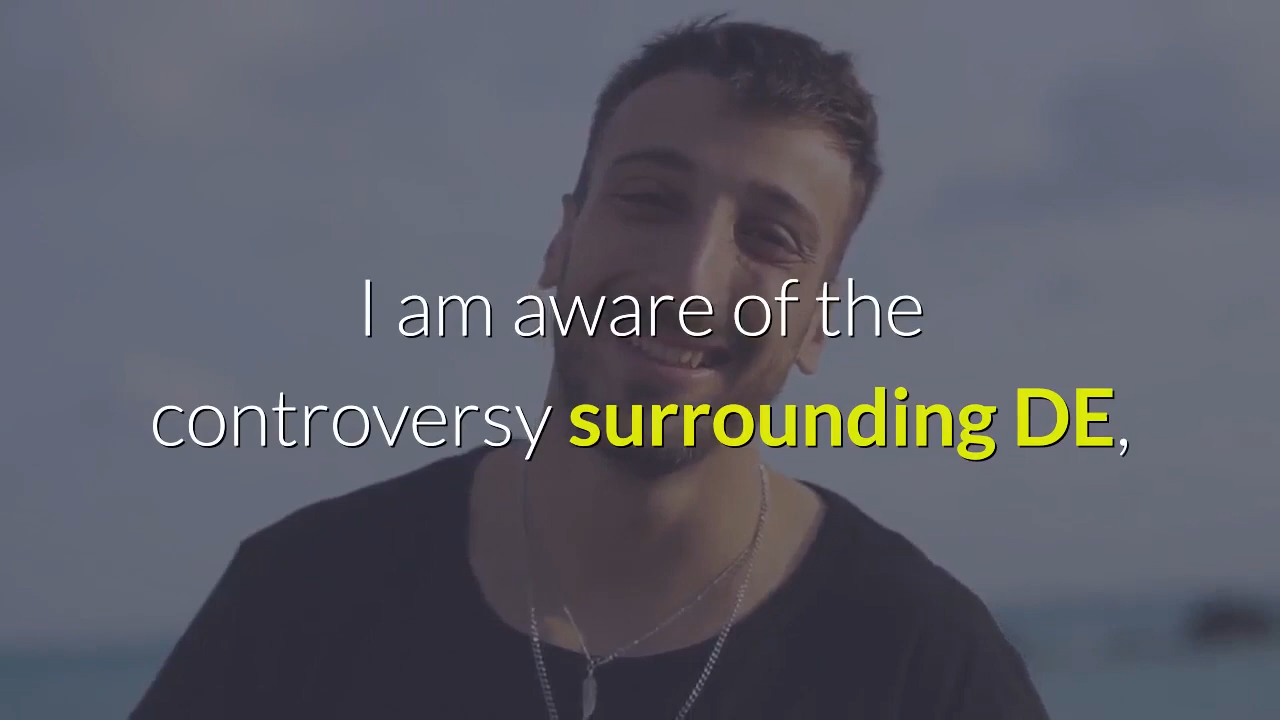 I am aware of the
controversy surrounding DE,